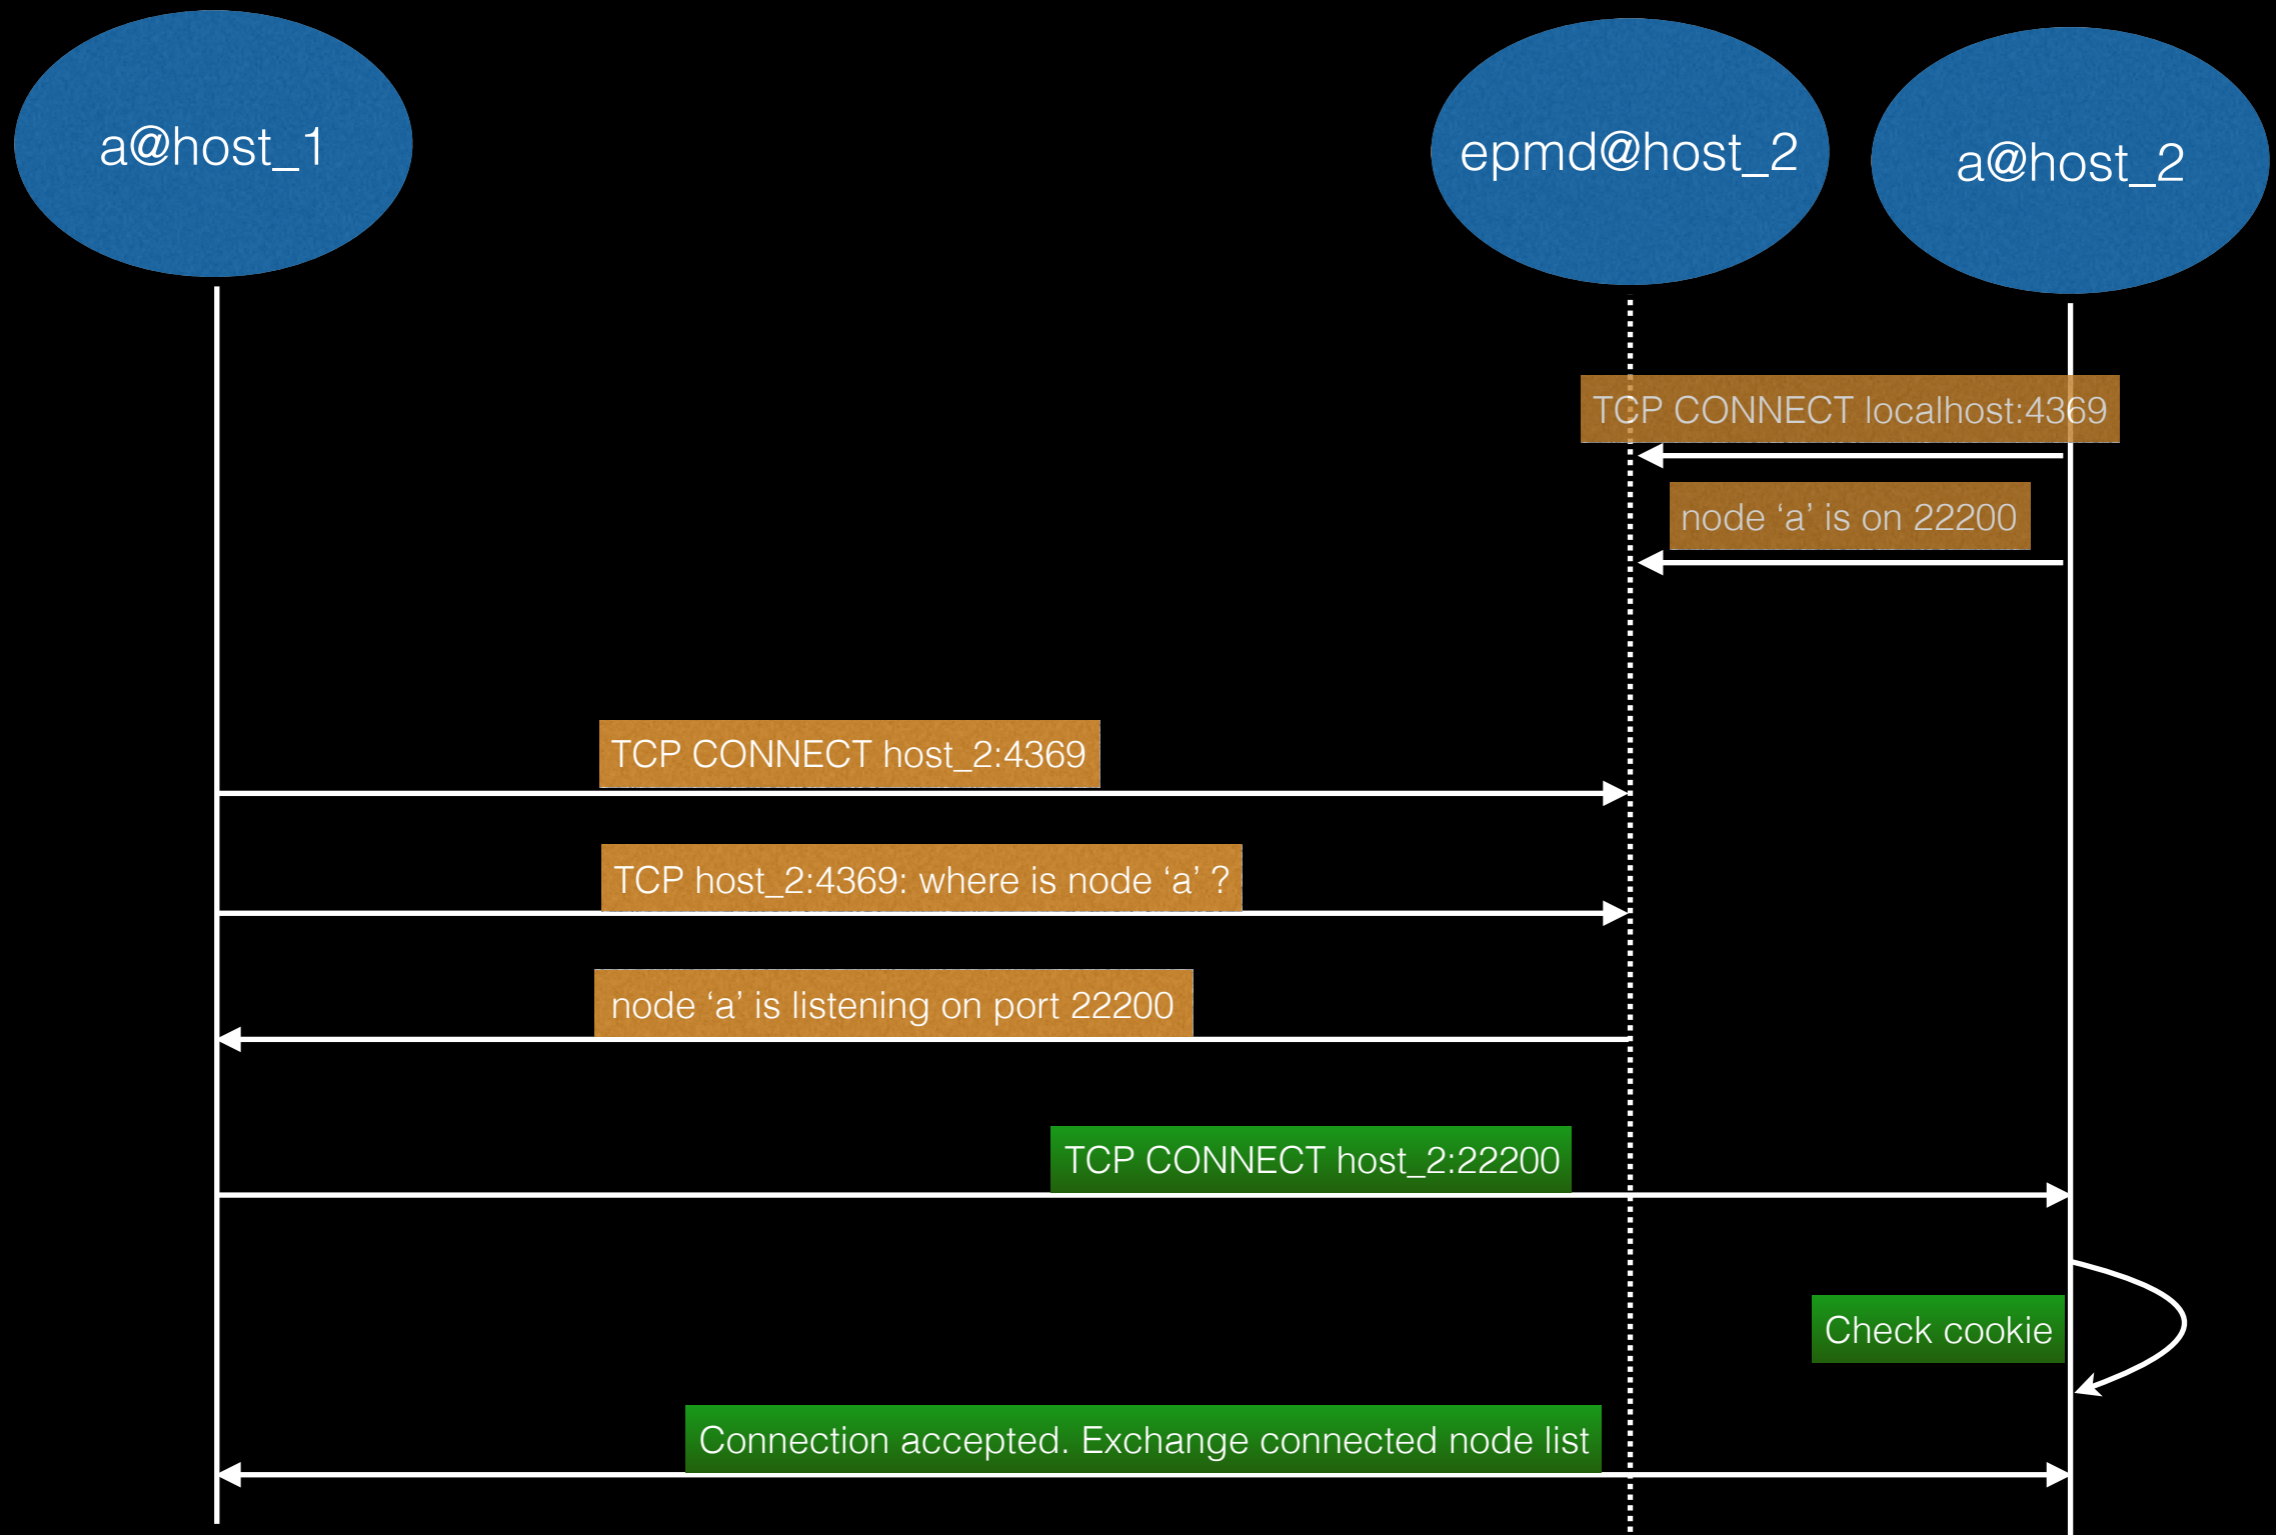 a@host_1
epmd@host_2
a@host_2
TCP CONNECT localhost:4369
node ‘a’ is on 22200
TCP CONNECT host_2:4369
TCP host_2:4369: where is node ‘a’ ?
node ‘a’ is listening on port 22200
TCP CONNECT host_2:22200
Check cookie
Connection accepted. Exchange connected node list